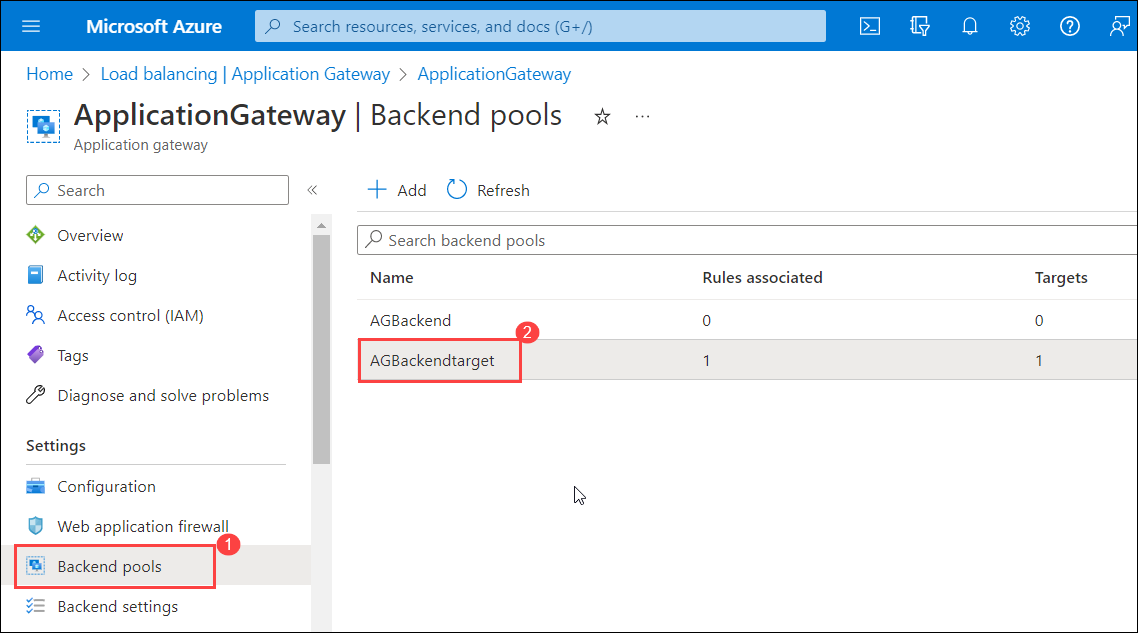 Microsoft Azure
Search resources, services, and docs (G+/)
Home > Load balancing | Application Gateway > ApplicationGateway
ApplicationGateway | Backend pools
Application gateway
Search
Add
Refresh
Overview
Activity log
Access control (IAM)
Tags
Diagnose and solve problems
Settings
Configuration
Web application firewall
1
Backend pools
Backend settings
Search backend pools
Name Rules associated Targets
AGBackend 0 0
2
AGBackendtarget 1 1